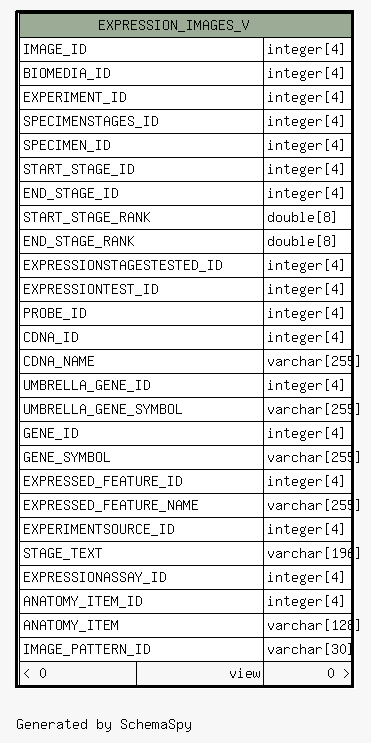 EXPRESSION_IMAGES_V
IMAGE_ID integer[4]
BIOMEDIA_ID integer[4]
EXPERIMENT_ID integer[4]
SPECIMENSTAGES_ID integer[4]
SPECIMEN_ID integer[4]
START_STAGE_ID integer[4]
END_STAGE_ID integer[4]
START_STAGE_RANK double[8]
END_STAGE_RANK double[8]
EXPRESSIONSTAGESTESTED_ID integer[4]
EXPRESSIONTEST_ID integer[4]
PROBE_ID integer[4]
CDNA_ID integer[4]
CDNA_NAME varchar[255]
UMBRELLA_GENE_ID integer[4]
UMBRELLA_GENE_SYMBOL varchar[255]
GENE_ID integer[4]
GENE_SYMBOL varchar[255]
EXPRESSED_FEATURE_ID integer[4]
EXPRESSED_FEATURE_NAME varchar[255]
EXPERIMENTSOURCE_ID integer[4]
STAGE_TEXT varchar[196]
EXPRESSIONASSAY_ID integer[4]
ANATOMY_ITEM_ID integer[4]
ANATOMY_ITEM varchar[128]
IMAGE_PATTERN_ID varchar[30]
< 0 view 0 >
Generated by SchemaSpy